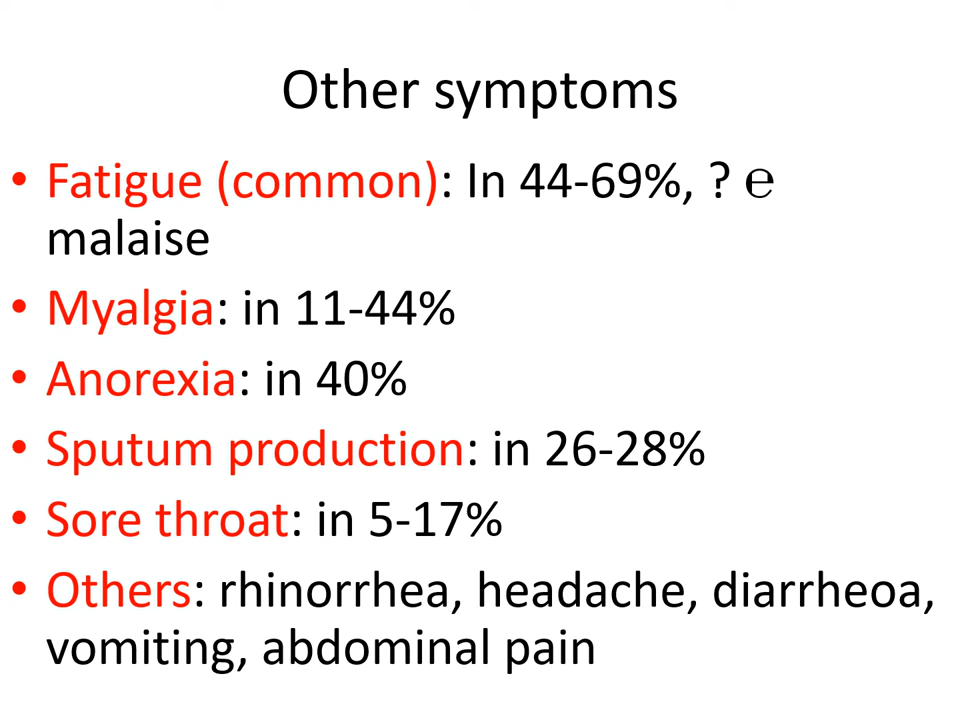 Other symptoms
• Fatigue (common): In 44-69%, ? ℮
malaise
• Myalgia: in 11-44%
• Anorexia: in 40%
• Sputum production: in 26-28%
• Sore throat: in 5-17%
• Others: rhinorrhea, headache, diarrheoa,
vomiting, abdominal pain